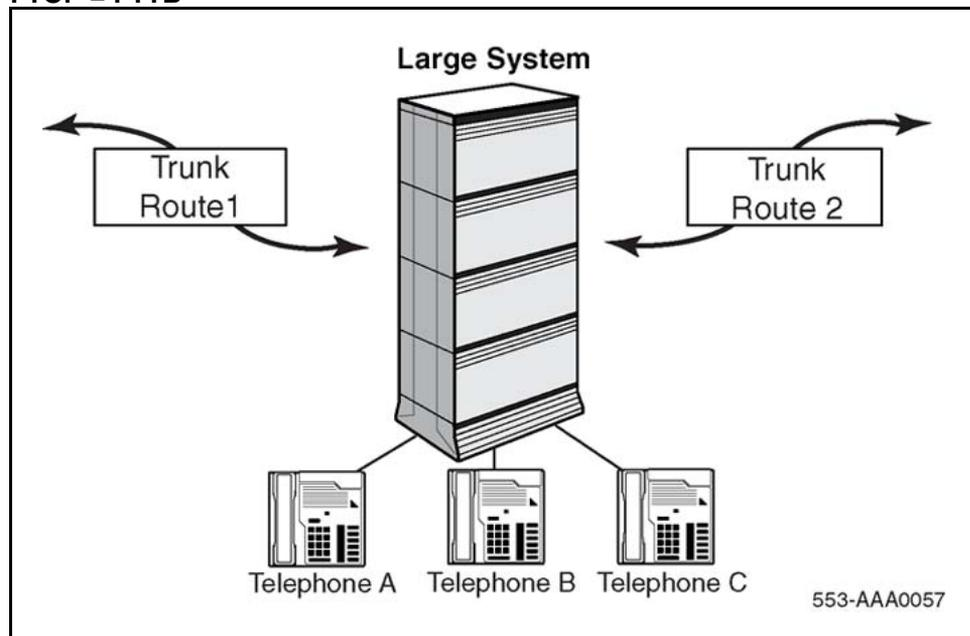 Large System
Trunk
Route1
Trunk
Route 2
Telephone A
Telephone B
Telephone C
553-AAA0057